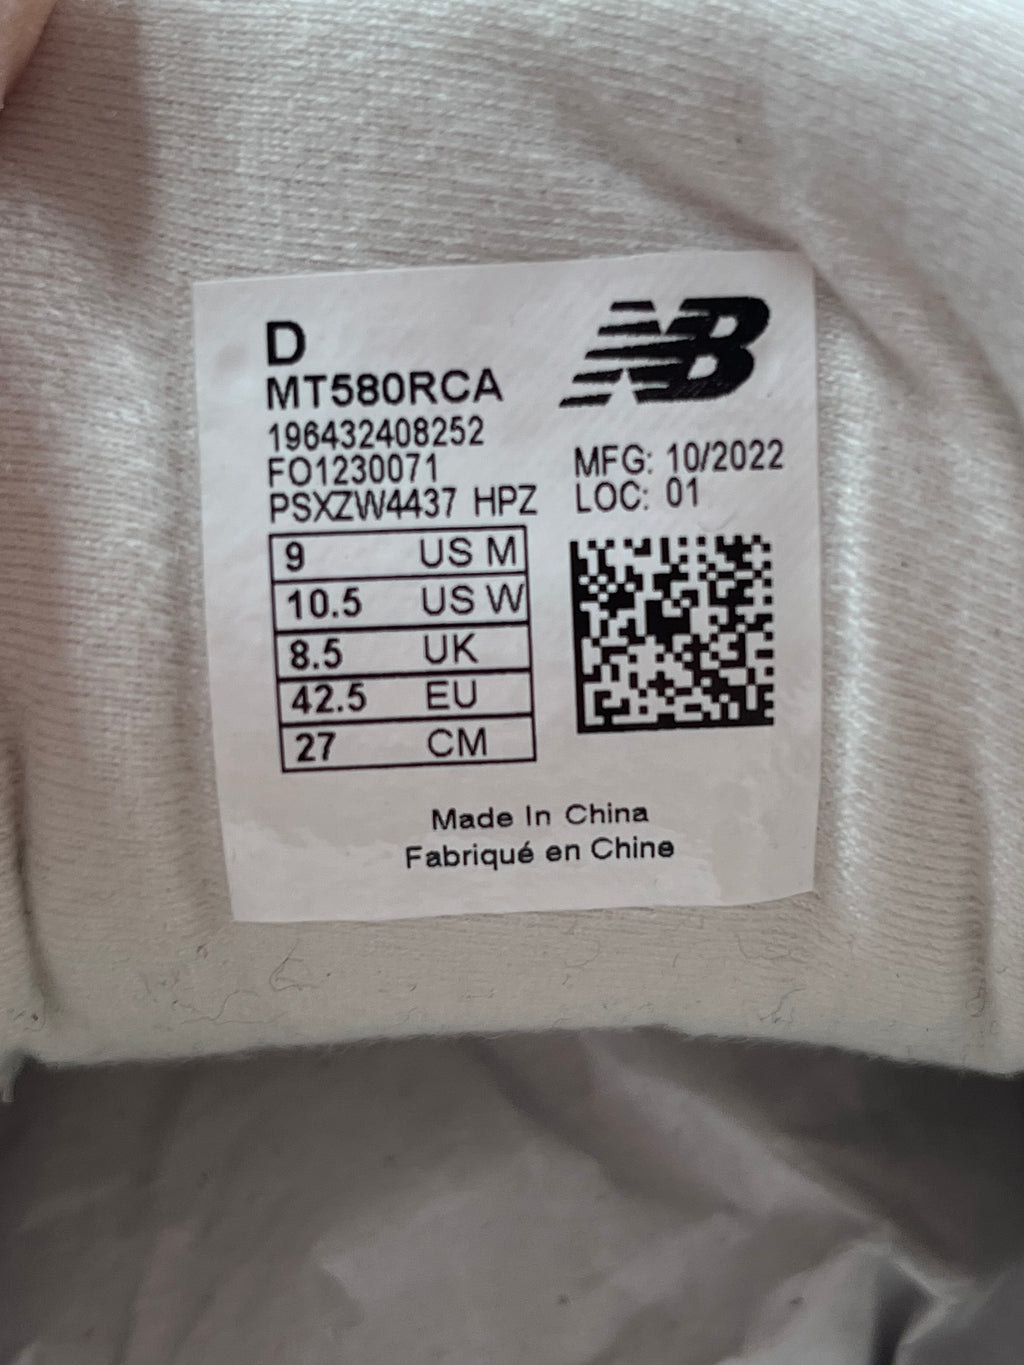 D
NB
MT580RCA
196432408252
FO1230071
PSXZW4437 HPZ
MFG: 10/2022
LOC: 01
9 US M
10.5 US W
8.5 UK
42.5 EU
27 CM
Made In China
Fabriqué en Chine